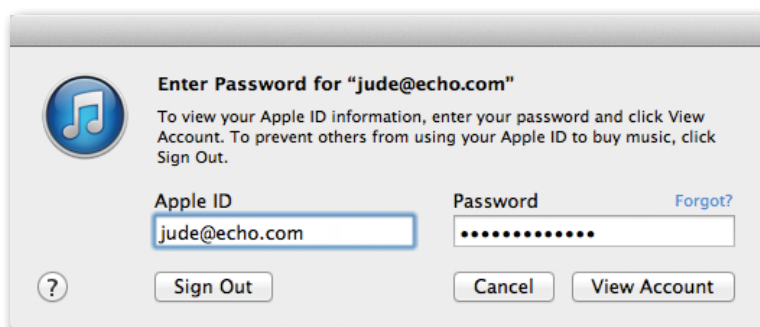 Enter Password for “jude@echo.com”
To view your Apple ID information, enter your password and click View
Account. To prevent others from using your Apple ID to buy music, click
Sign Out.
Apple ID Password Forgot?
jude@echo.com •••••••••••••
? Sign Out Cancel View Account